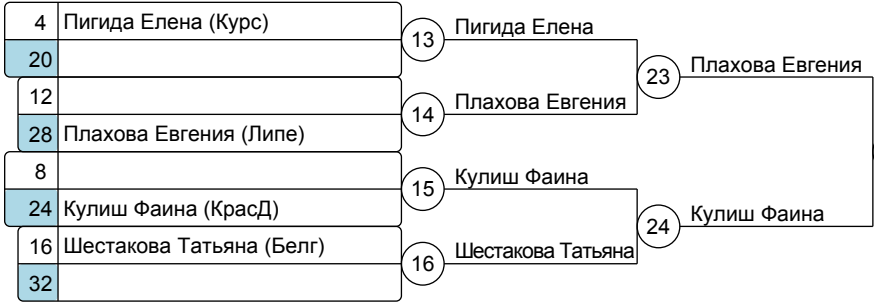 4 Пигида Елена (Курс)
13 Пигида Елена
20
23 Плахова Евгения
12
14 Плахова Евгения
28 Плахова Евгения (Липе)
8
15 Кулиш Фаина
24 Кулиш Фаина (КрасД)
24 Кулиш Фаина
16 Шестакова Татьяна (Белг)
16 Шестакова Татьяна
32